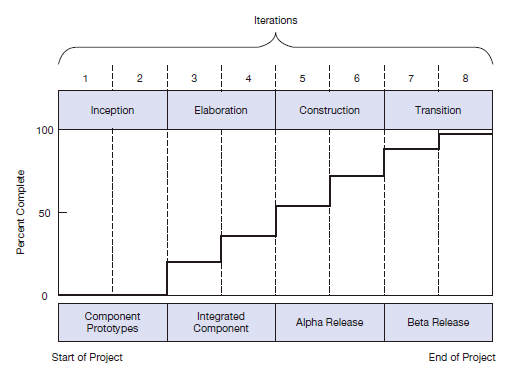 Iterations
1 2 3 4 5 6 7 8
Inception Elaboration Construction Transition
100
50
0
Percent Complete
Component
Prototypes
Integrated
Component
Alpha Release
Beta Release
Start of Project
End of Project